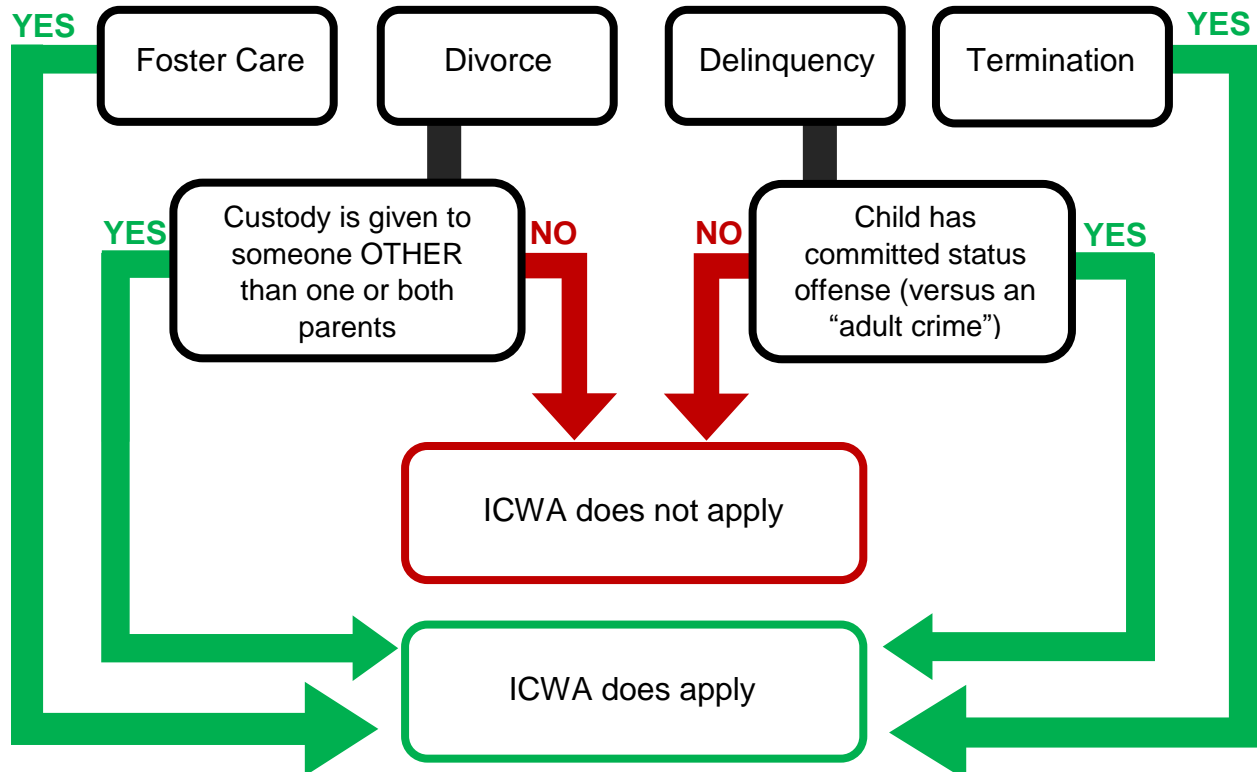 YES
YES
Foster Care
Divorce
Delinquency
Termination
YES
Custody is given to
someone OTHER
than one or both
parents
NO
NO
Child has
committed status
offense (versus an
“adult crime”)
YES
ICWA does not apply
ICWA does apply